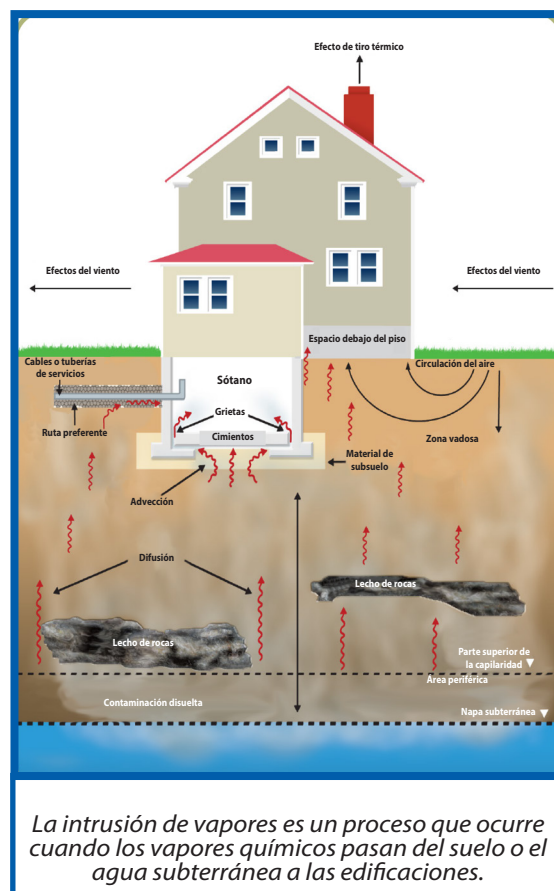 Efecto de tiro térmico
Efectos del viento
Efectos del viento
Espacio debajo del piso
Cables o tuberías
de servicios
Sótano
Circulación del aire
Grietas
Ruta preferente
Cimientos
Zona vadosa
Material de
subsuelo
Advección
Difusión
Lecho de rocas
Lecho de rocas
Parte superior de
la capilaridad
Área periférica
Contaminación disuelta
Napa subterránea
La intrusión de vapores es un proceso que ocurre
cuando los vapores químicos pasan del suelo o el
agua subterránea a las edificaciones.